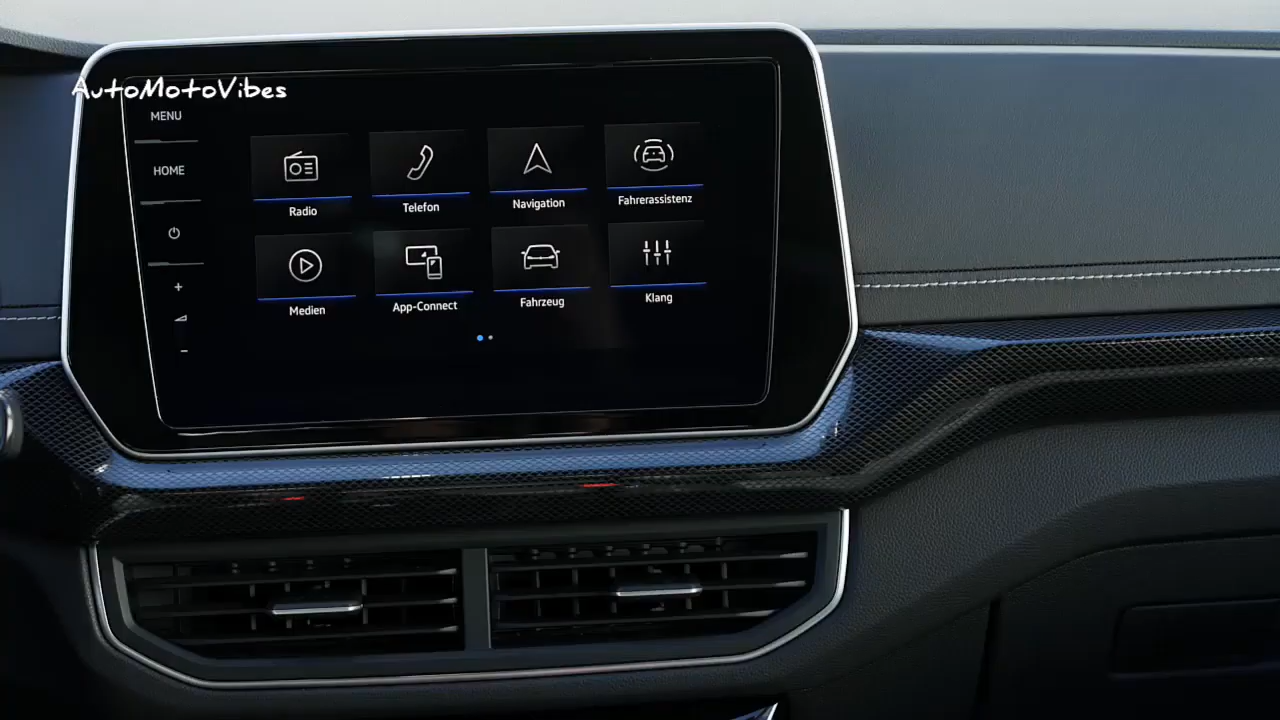 AutoMotoVibes
MENU
HOME
Radio
Telefon
Navigation
Fahrerassistenz
Medien
App-Connect
Fahrzeug
Klang